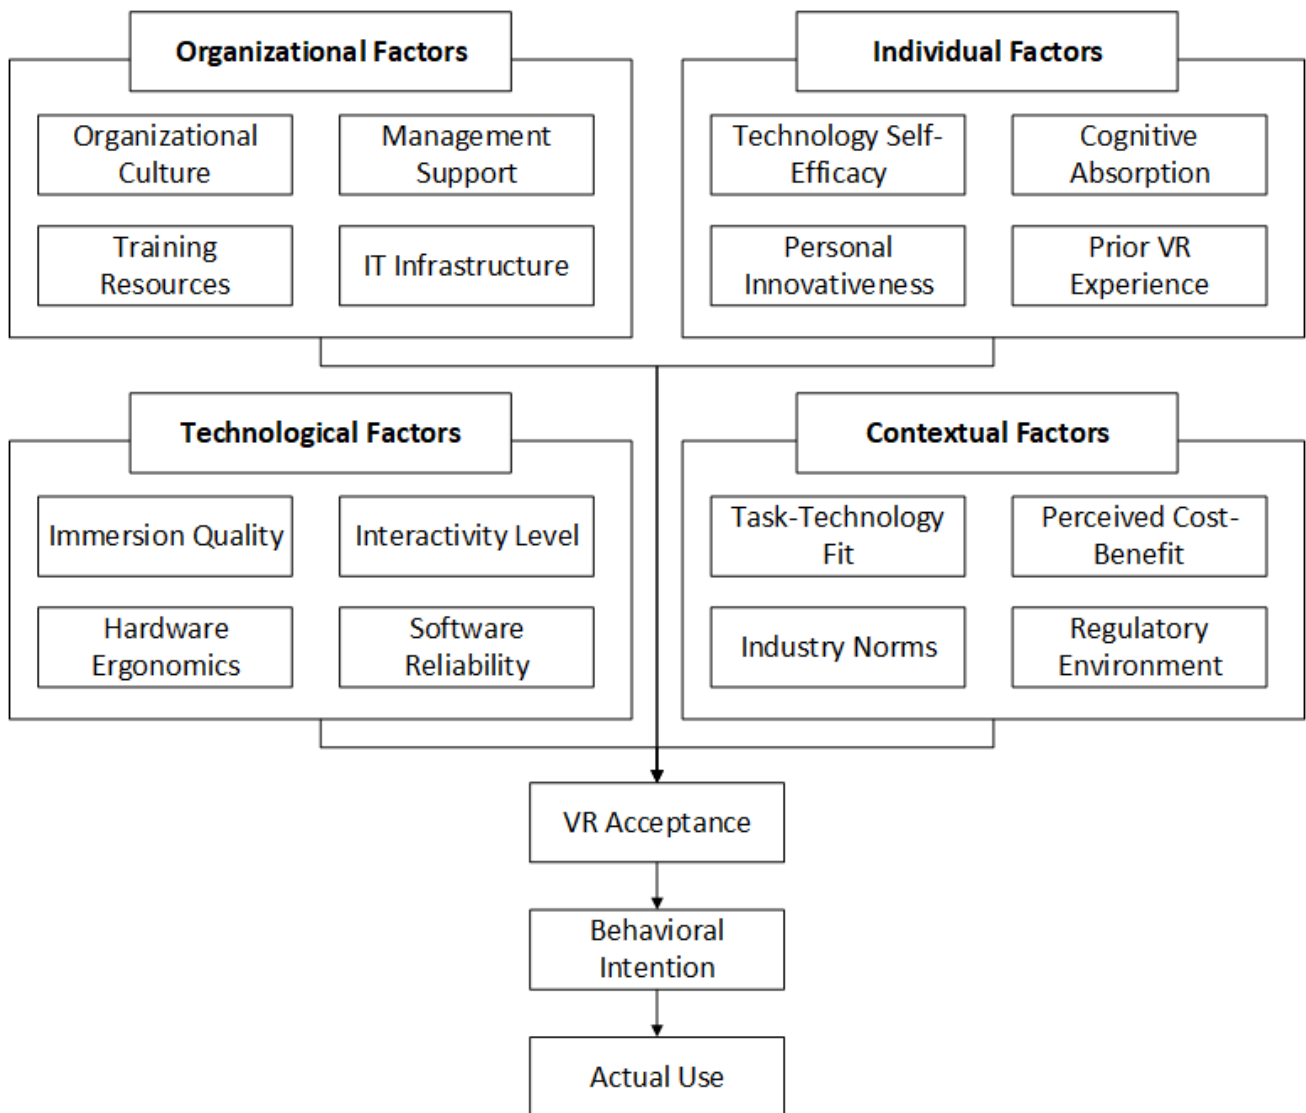 Organizational Factors
Organizational
Culture
Management
Support
Training
Resources
IT Infrastructure
Individual Factors
Technology Self-
Efficacy
Cognitive
Absorption
Personal
Innovativeness
Prior VR
Experience
Technological Factors
Immersion Quality
Interactivity Level
Hardware
Ergonomics
Software
Reliability
Contextual Factors
Task-Technology
Fit
Perceived Cost-
Benefit
Industry Norms
Regulatory
Environment
VR Acceptance
Behavioral
Intention
Actual Use